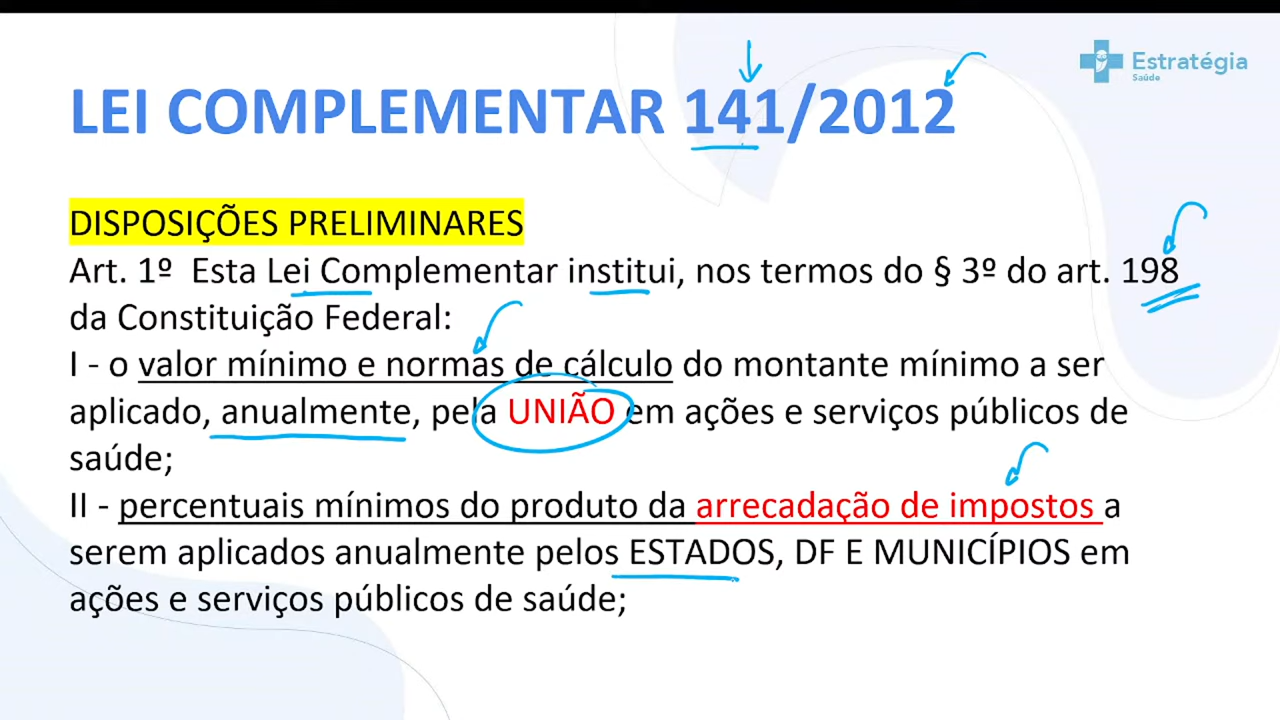 Estratégia
Saúde
LEI COMPLEMENTAR 141/2012
DISPOSIÇÕES PRELIMINARES
Art. 1º Esta Lei Complementar institui, nos termos do § 3º do art. 198
da Constituição Federal:
I - o valor mínimo e normas de cálculo do montante mínimo a ser
aplicado, anualmente, pela UNIÃO em ações e serviços públicos de
saúde;
II - percentuais mínimos do produto da arrecadação de impostos a
serem aplicados anualmente pelos ESTADOS, DF E MUNICÍPIOS em
ações e serviços públicos de saúde;